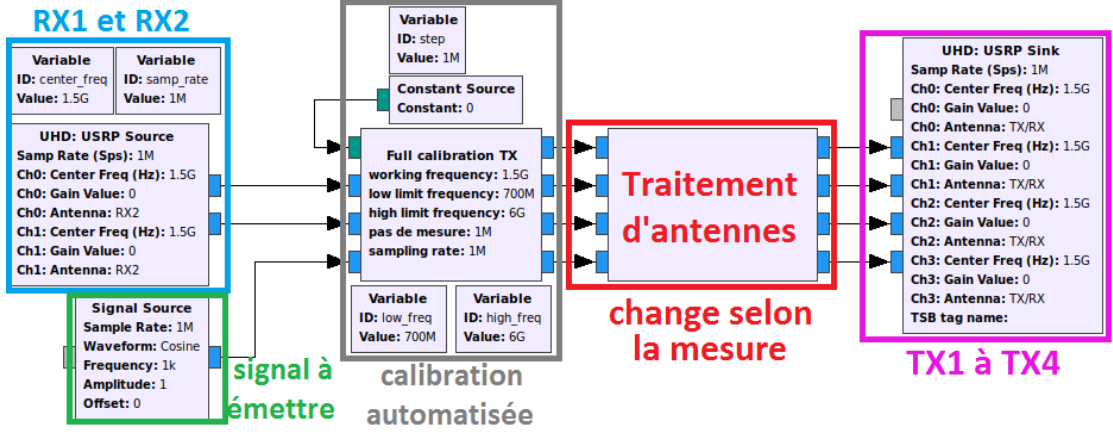 RX1 et RX2
Variable
ID: center_freq
Value: 1.5G
Variable
ID: samp_rate
Value: 1M
UHD: USRP Source
Samp Rate (Sps): 1M
Ch0: Center Freq (Hz): 1.5G
Ch0: Gain Value: 0
Ch0: Antenna: RX2
Ch1: Center Freq (Hz): 1.5G
Ch1: Gain Value: 0
Ch1: Antenna: RX2
Signal Source
Sample Rate: 1M
Waveform: Cosine
Frequency: 1k
Amplitude: 1
Offset: 0
signal à
émettre
Variable
ID: step
Value: 1M
Constant Source
Constant: 0
Full calibration TX
working frequency: 1.5G
low limit frequency: 700M
high limit frequency: 6G
pas de mesure: 1M
sampling rate: 1M
Variable
ID: low_freq
Value: 700M
Variable
ID: high_freq
Value: 6G
calibration
automatisée
Traitement
d'antennes
change selon
la mesure
UHD: USRP Sink
Samp Rate (Sps): 1M
Ch0: Center Freq (Hz): 1.5G
Ch0: Gain Value: 0
Ch0: Antenna: TX/RX
Ch1: Center Freq (Hz): 1.5G
Ch1: Gain Value: 0
Ch1: Antenna: TX/RX
Ch2: Center Freq (Hz): 1.5G
Ch2: Gain Value: 0
Ch2: Antenna: TX/RX
Ch3: Center Freq (Hz): 1.5G
Ch3: Gain Value: 0
Ch3: Antenna: TX/RX
TSB tag name:
TX1 à TX4